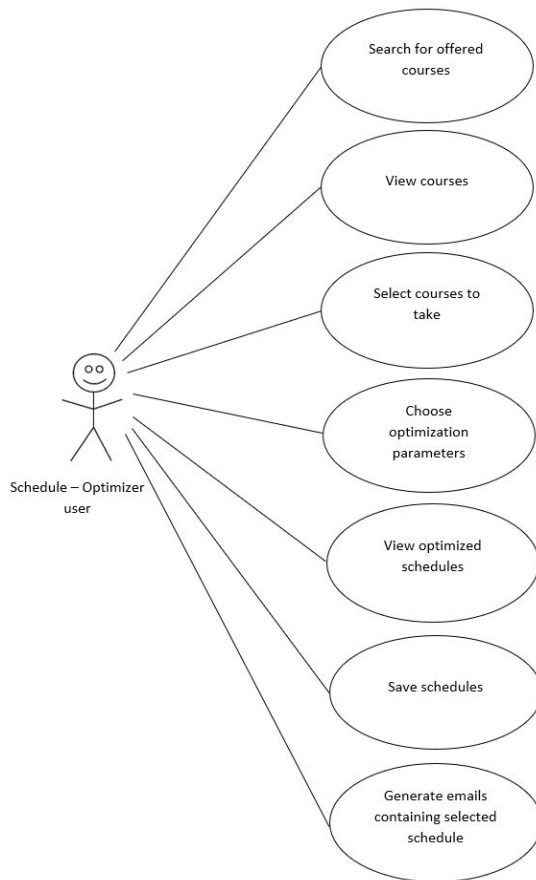 Search for offered
courses
View courses
Select courses to
take
Choose
optimization
parameters
Schedule – Optimizer
user
View optimized
schedules
Save schedules
Generate emails
containing selected
schedule